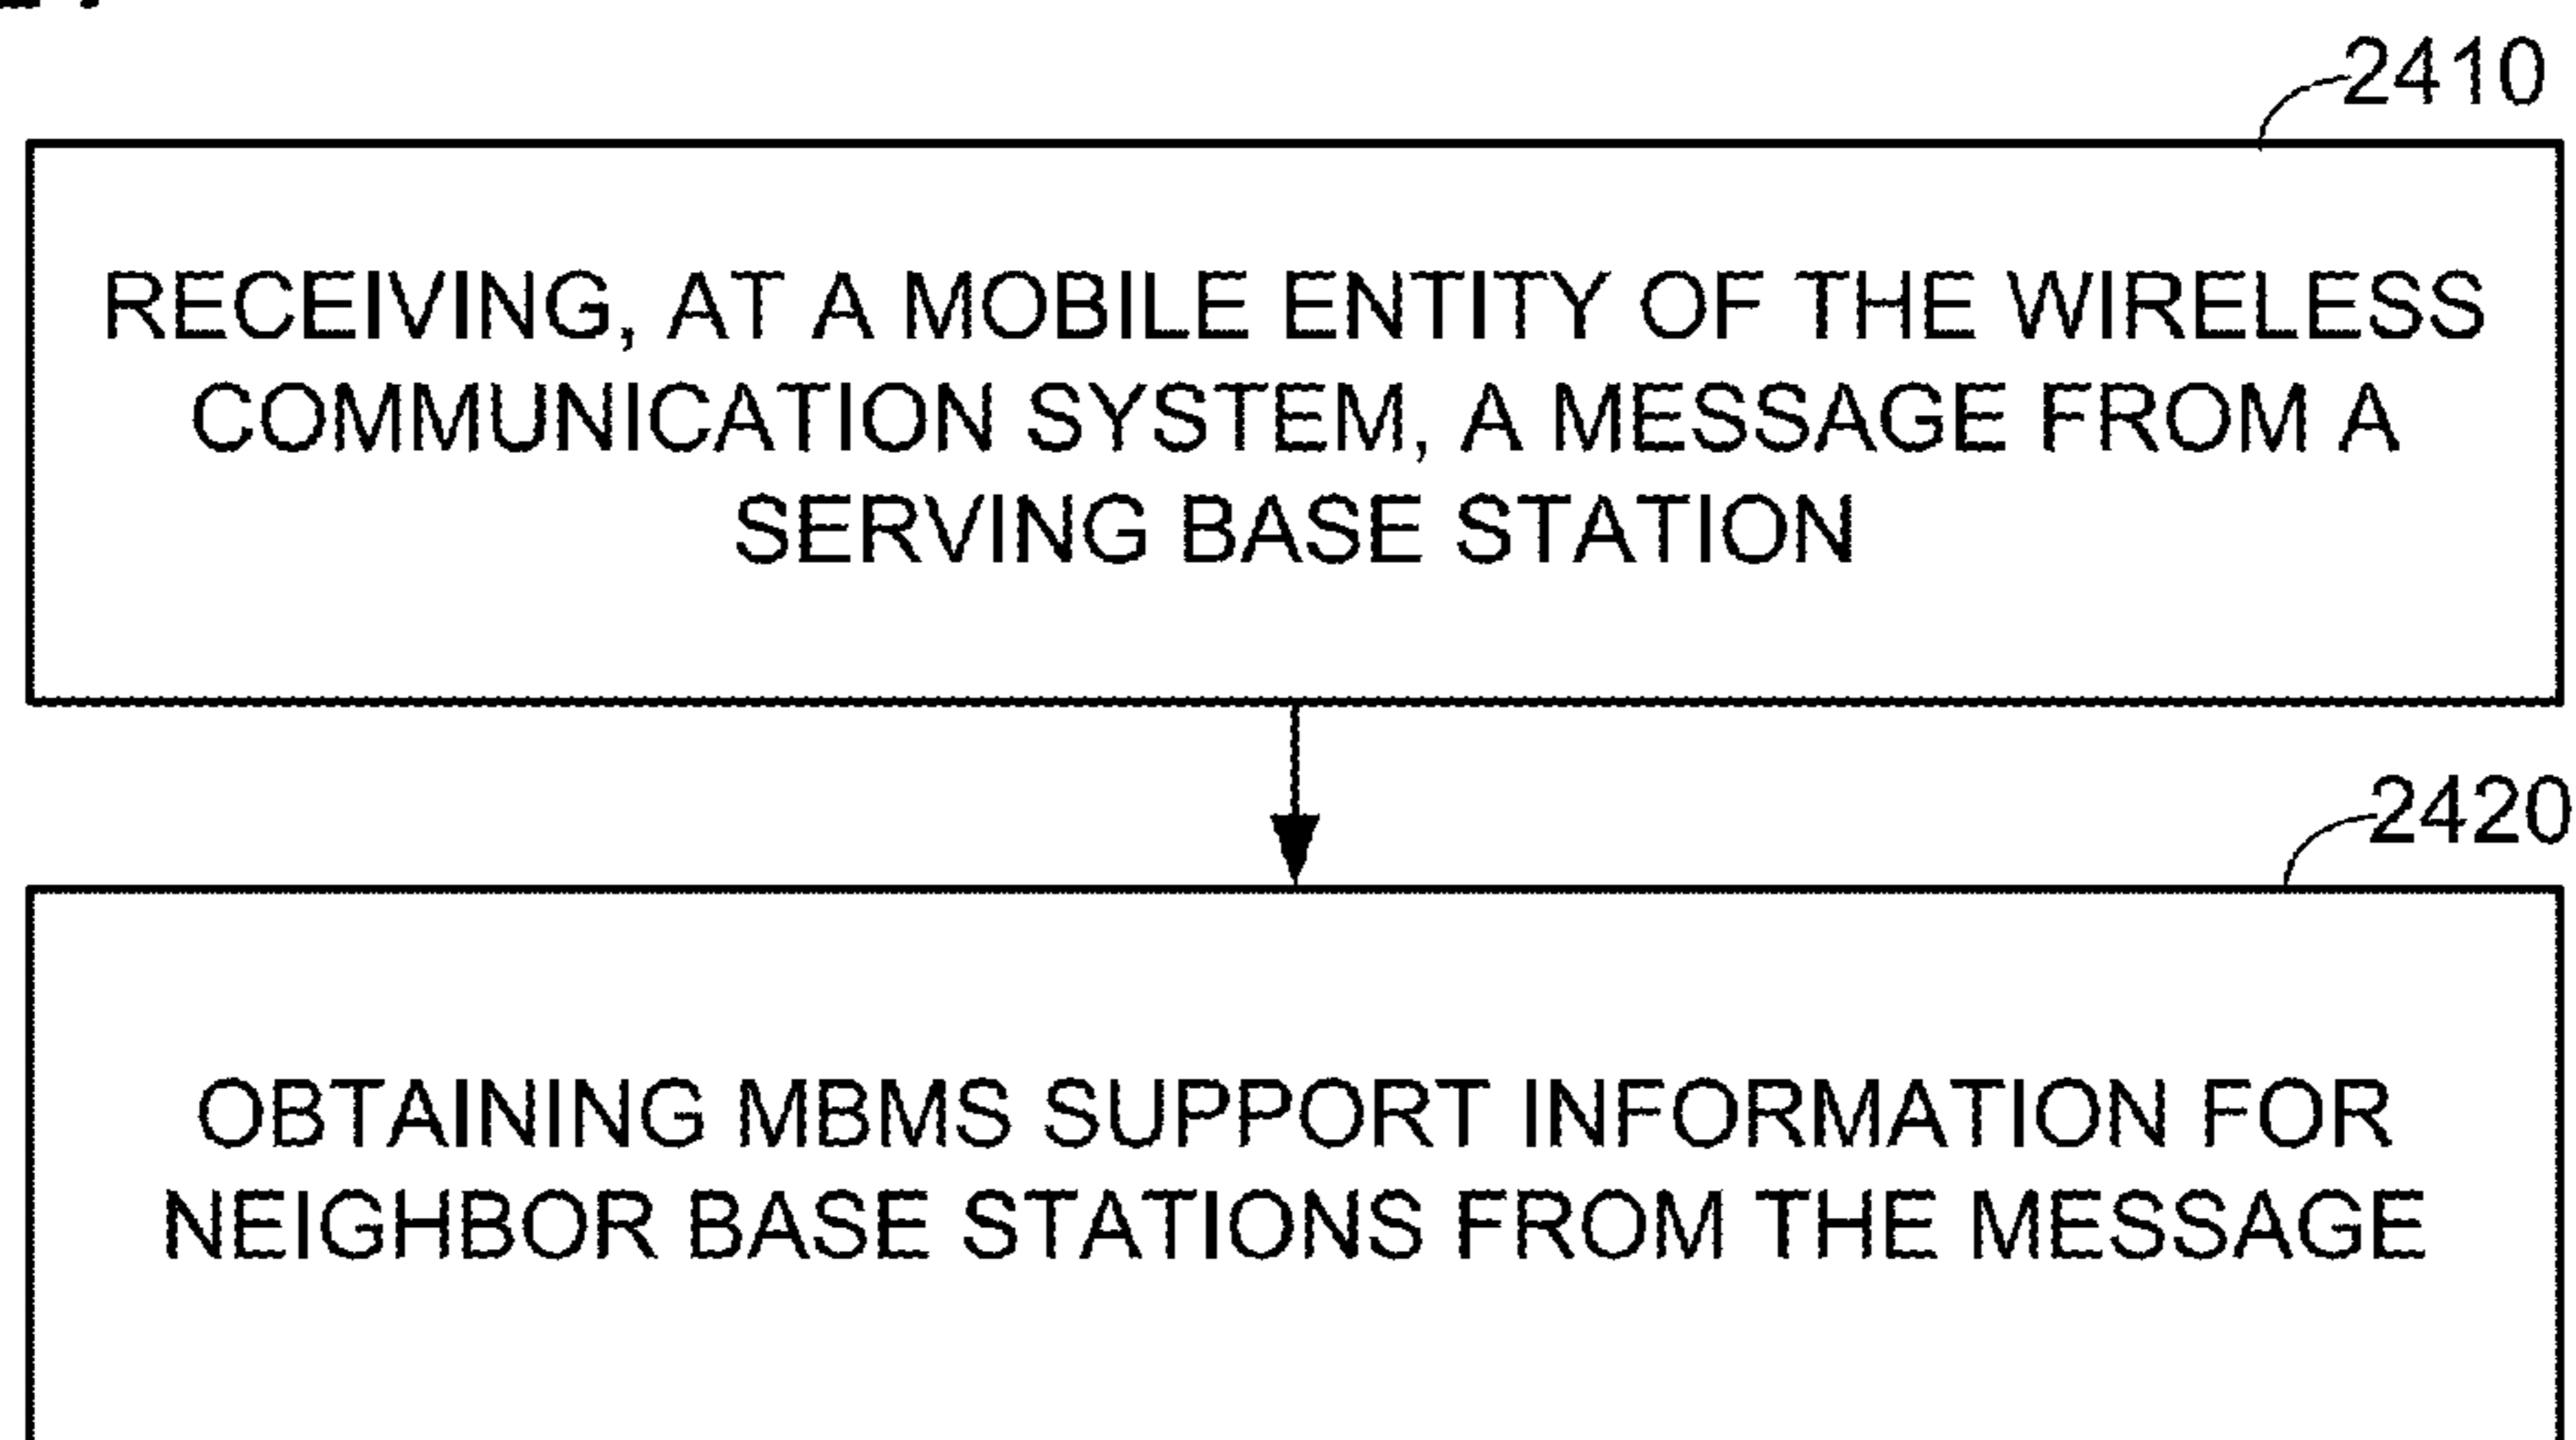 2410
RECEIVING, AT A MOBILE ENTITY OF THE WIRELESS
COMMUNICATION SYSTEM, A MESSAGE FROM A
SERVING BASE STATION
2420
OBTAINING MBMS SUPPORT INFORMATION FOR
NEIGHBOR BASE STATIONS FROM THE MESSAGE